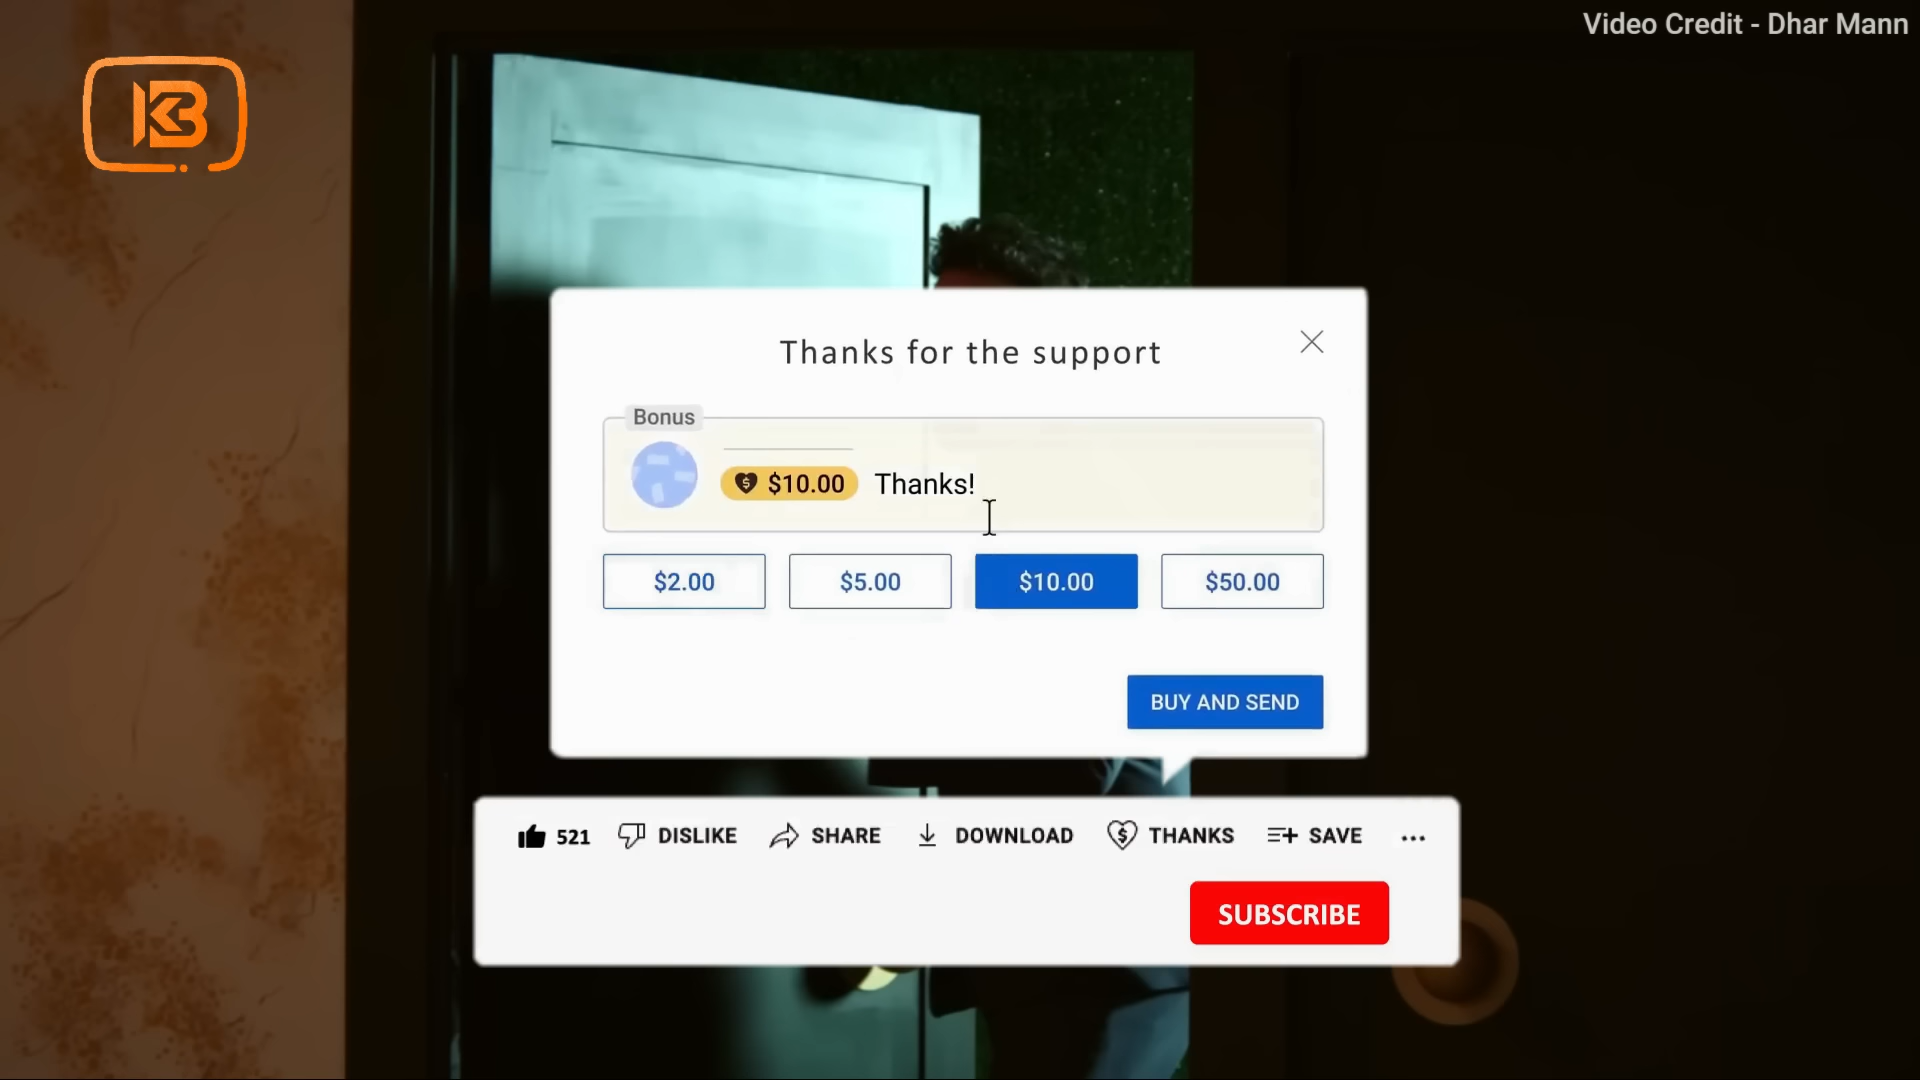 Video Credit - Dhar Mann
KB
Thanks for the support
Bonus
$10.00 Thanks!
$2.00 $5.00 $10.00 $50.00
BUY AND SEND
521 DISLIKE SHARE DOWNLOAD THANKS SAVE ...
SUBSCRIBE